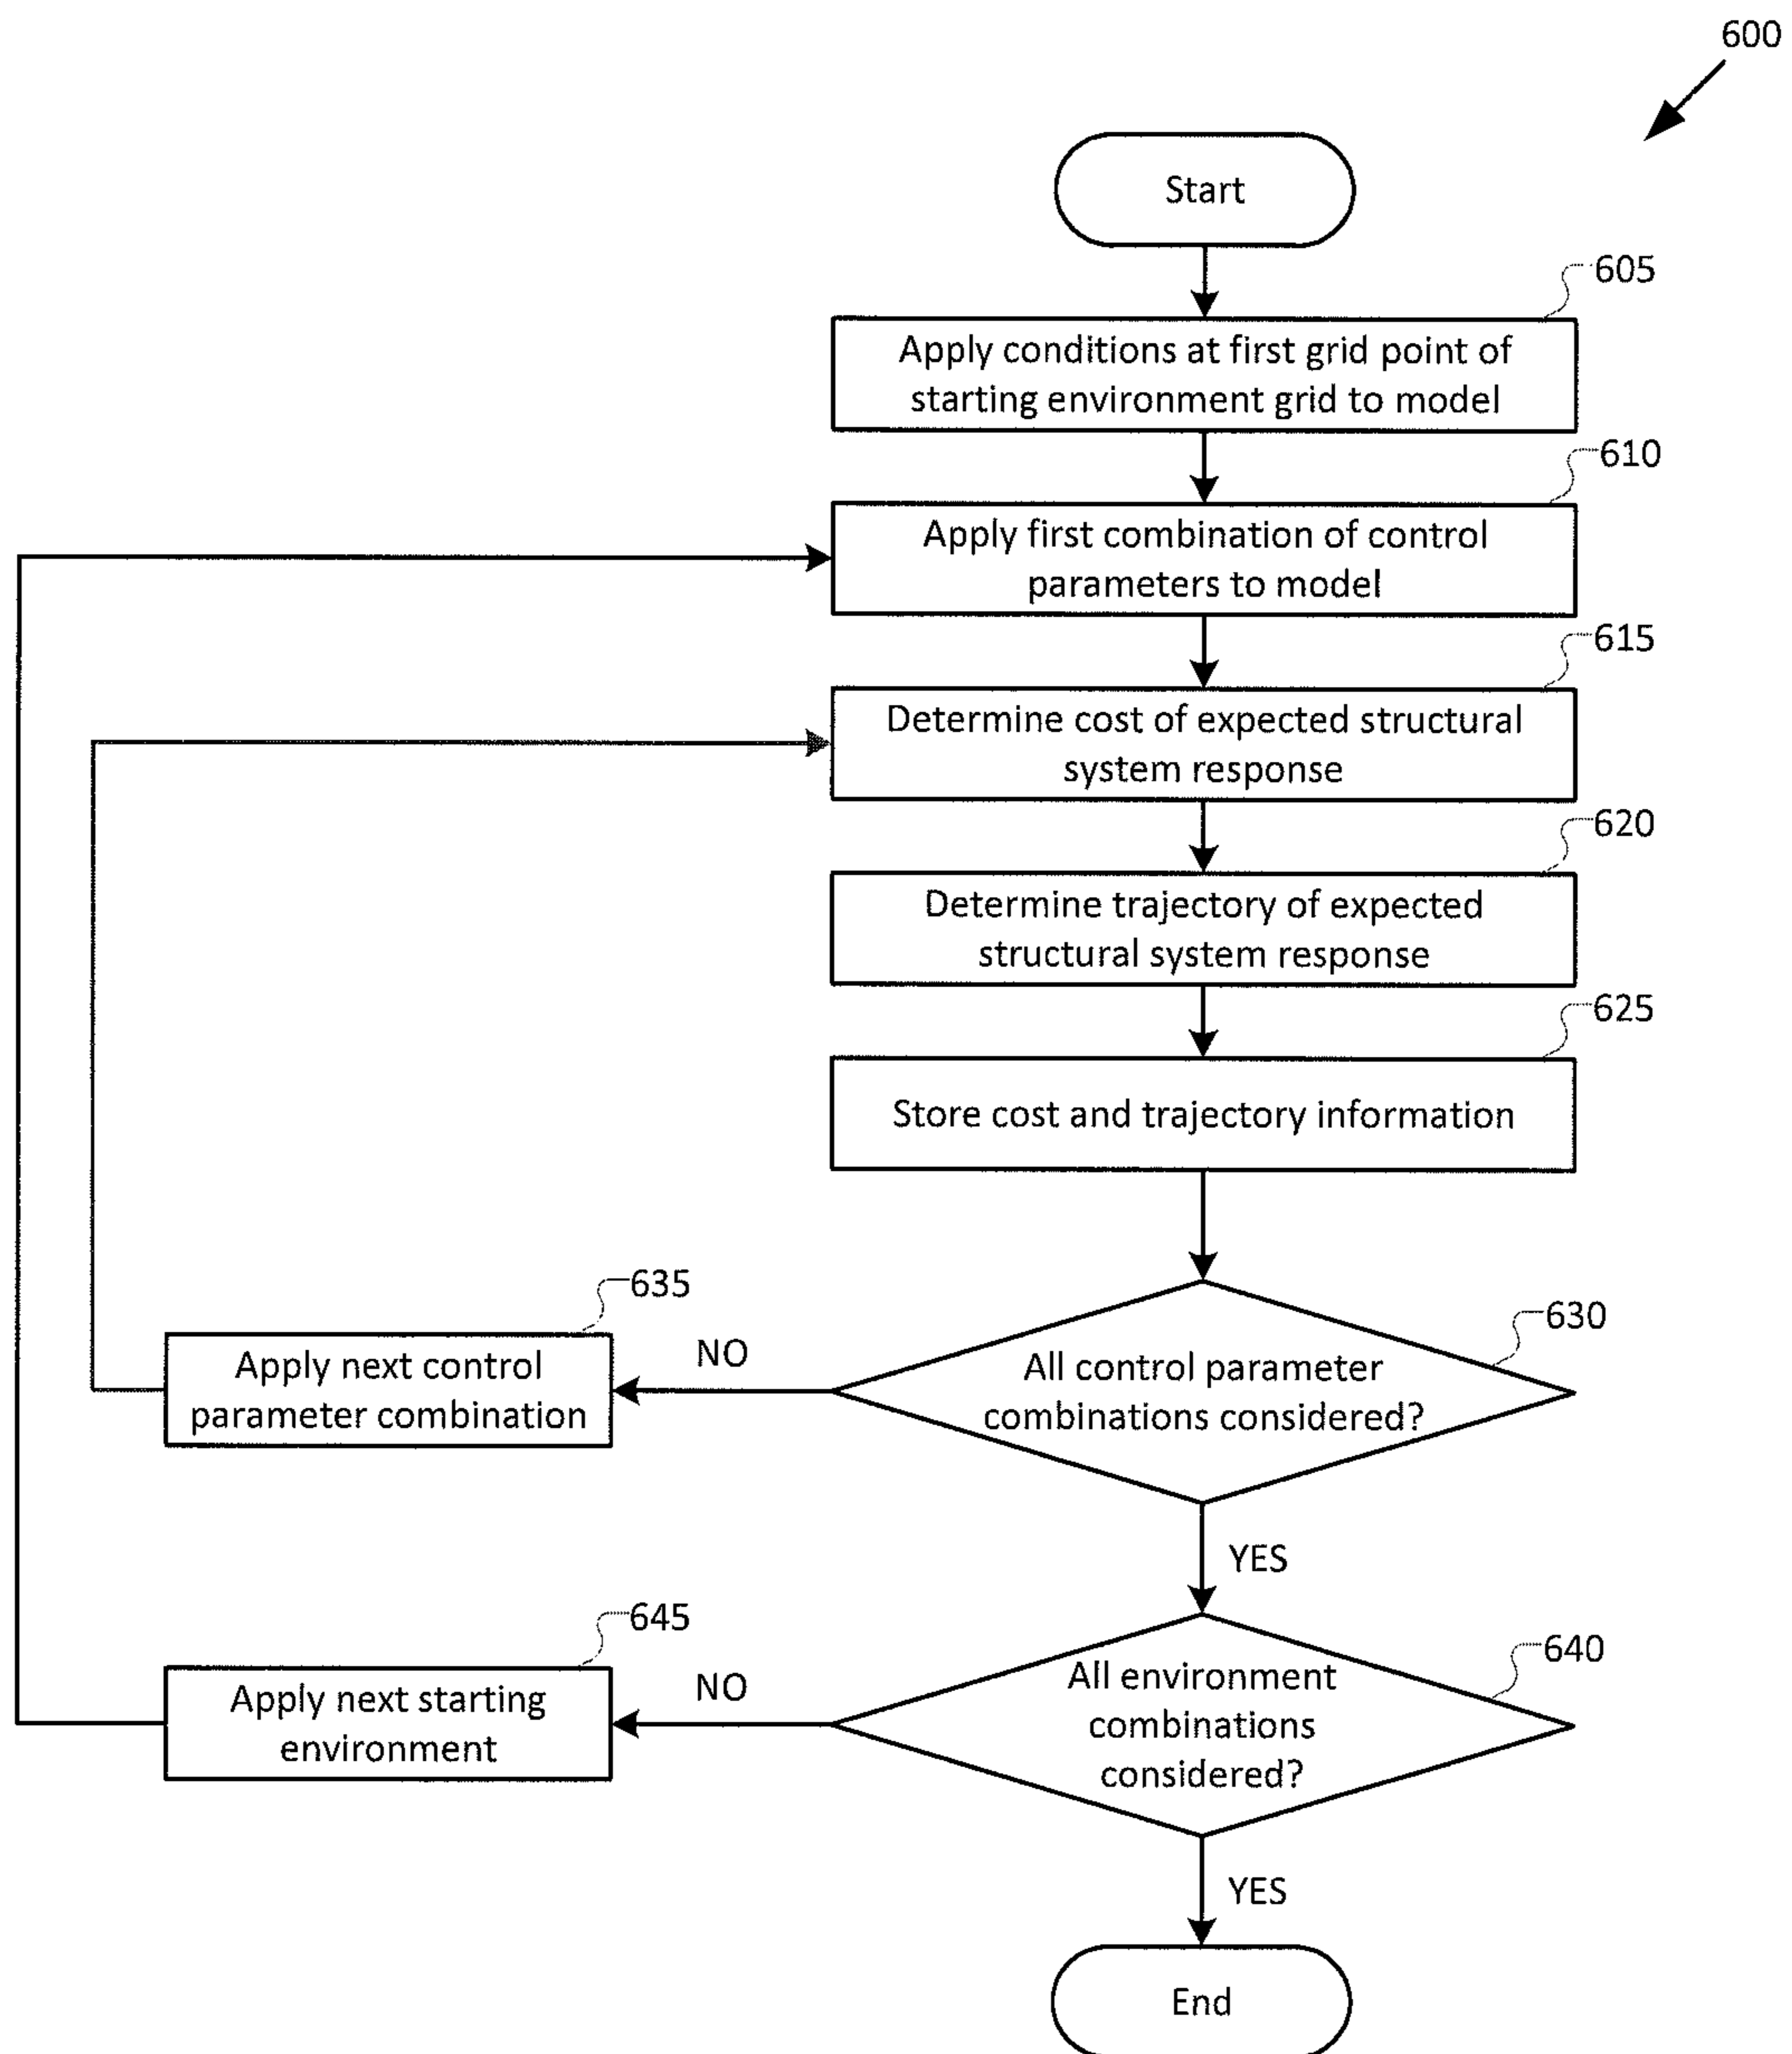 600
Start
605
Apply conditions at first grid point of
starting environment grid to model
610
Apply first combination of control
parameters to model
615
Determine cost of expected structural
system response
620
Determine trajectory of expected
structural system response
625
Store cost and trajectory information
630
All control parameter
combinations considered?
NO
635
Apply next control
parameter combination
YES
640
All environment
combinations
considered?
NO
645
Apply next starting
environment
YES
End